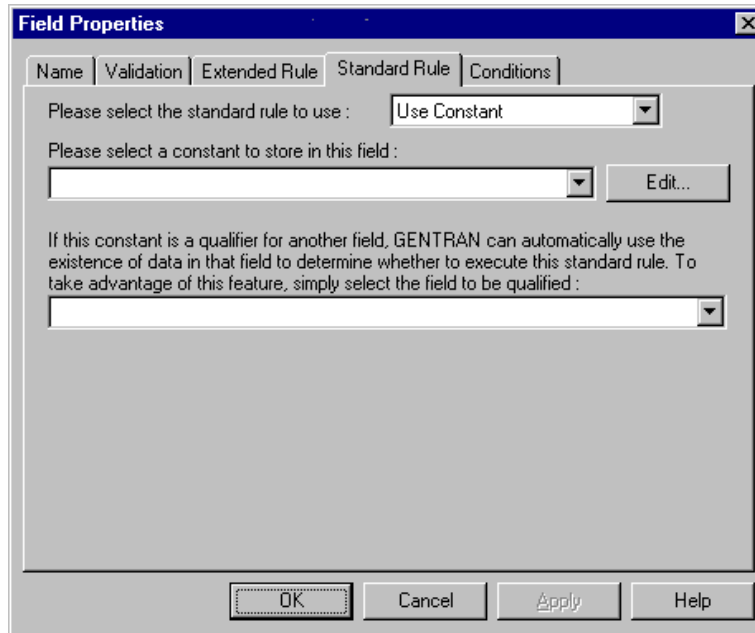 Field Properties
Name Validation Extended Rule Standard Rule Conditions
Please select the standard rule to use : Use Constant
Please select a constant to store in this field :
Edit...
If this constant is a qualifier for another field, GENTRAN can automatically use the
existence of data in that field to determine whether to execute this standard rule. To
take advantage of this feature, simply select the field to be qualified :
OK Cancel Apply Help